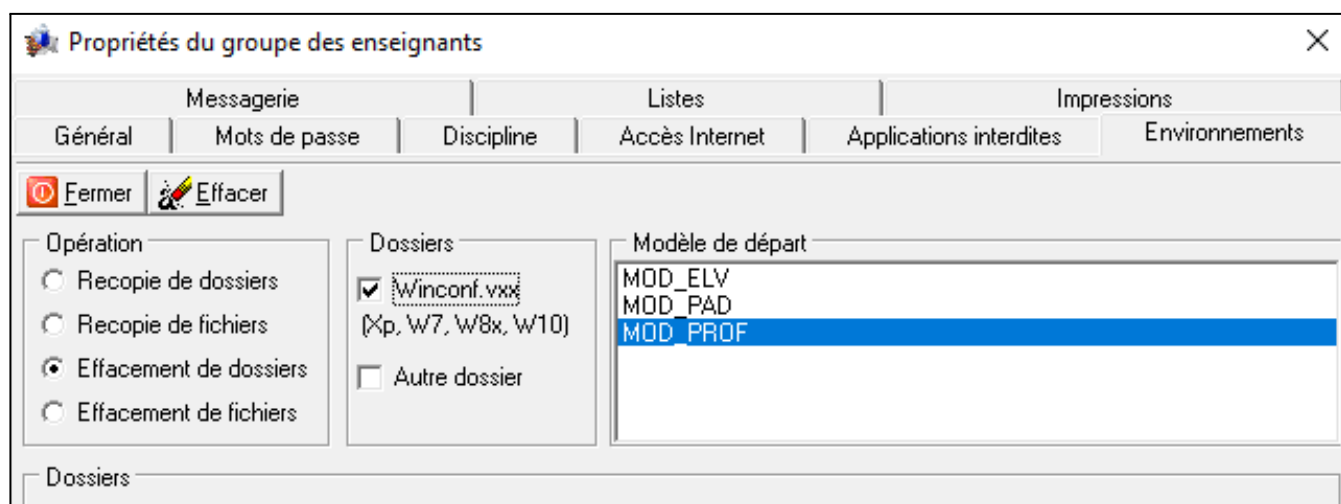 Propriétés du groupe des enseignants
Messagerie Listes Impressions
Général Mots de passe Discipline Accès Internet Applications interdites Environnements
Fermer Effacer
Opération
Recopie de dossiers
Recopie de fichiers
Effacement de dossiers
Effacement de fichiers
Dossiers
Winconf.vxx
(Xp, W7, W8x, W10)
Autre dossier
Modèle de départ
MOD_ELV
MOD_PAD
MOD_PROF
Dossiers